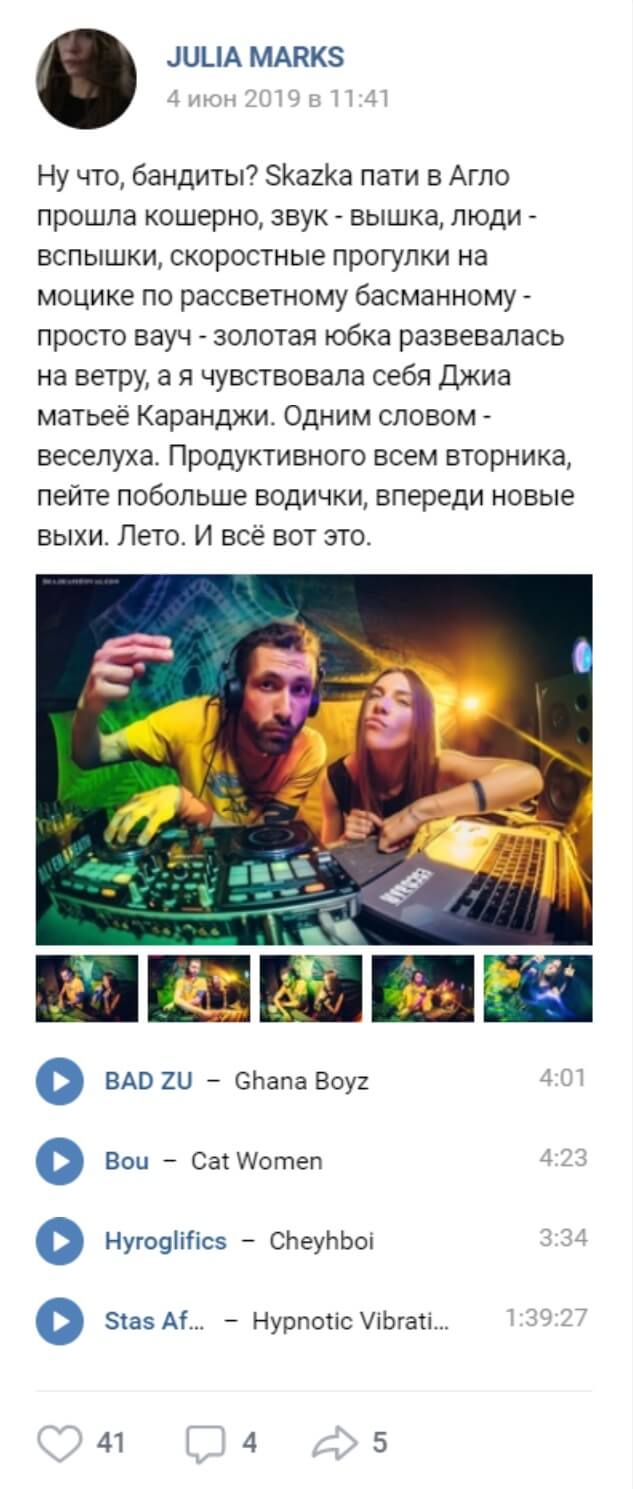 JULIA MARKS
4 июн 2019 в 11:41
Ну что, бандиты? Skazka пати в Агло
прошла кошерно, звук - вышка, люди -
вспышки, скоростные прогулки на
моцике по рассветному басманному -
просто вауч - золотая юбка развевалась
на ветру, а я чувствовала себя Джиа
матьеё Каранджи. Одним словом -
веселуха. Продуктивного всем вторника,
пейте побольше водички, впереди новые
выхи. Лето. И всё вот это.
BAD ZU – Ghana Boyz 4:01
Bou – Cat Women 4:23
Hyroglifics – Cheyhboi 3:34
Stas Af... – Hypnotic Vibrati... 1:39:27
41 4 5